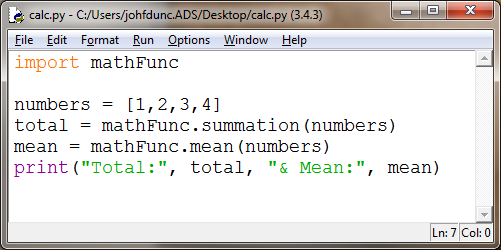 calc.py - C:/Users/johfdunc.ADS/Desktop/calc.py (3.4.3)
File Edit Format Run Options Window Help
import mathFunc
numbers = [1,2,3,4]
total = mathFunc.summation(numbers)
mean = mathFunc.mean(numbers)
print("Total:", total, "& Mean:", mean)
Ln: 7 Col: 0